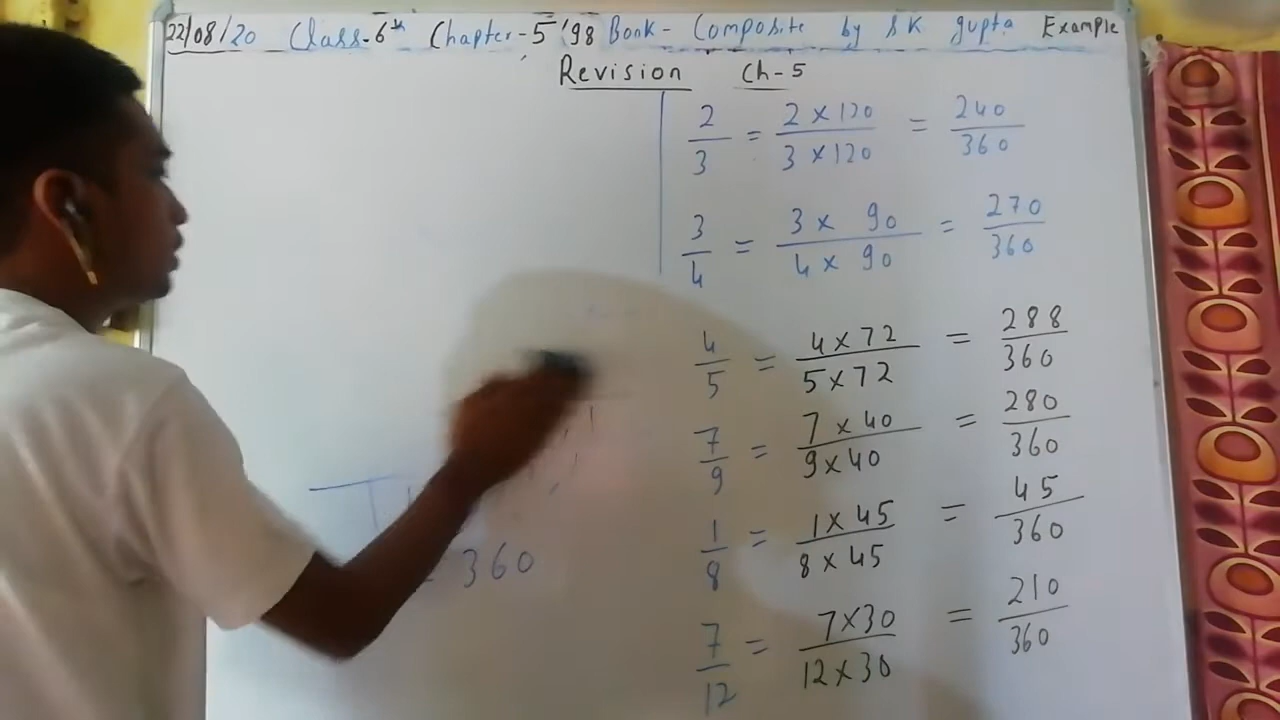 22/08/20 Class-6th Chapter-5 '98 Book- Composite by SK gupta Example
Revision Ch-5
2/3 = 2 x 120 / 3 x 120 = 240/360
3/4 = 3 x 90 / 4 x 90 = 270/360
4/5 = 4 x 72 / 5 x 72 = 288/360
7/9 = 7 x 40 / 9 x 40 = 280/360
1/8 = 1 x 45 / 8 x 45 = 45/360
= 360
7/12 = 7 x 30 / 12 x 30 = 210/360